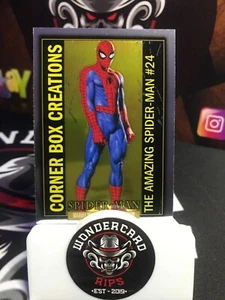 CORNER BOX CREATIONS
THE AMAZING SPIDER-MAN #24
SPIDER-MAN
WONDERCARD
RIPS
EST - 2019